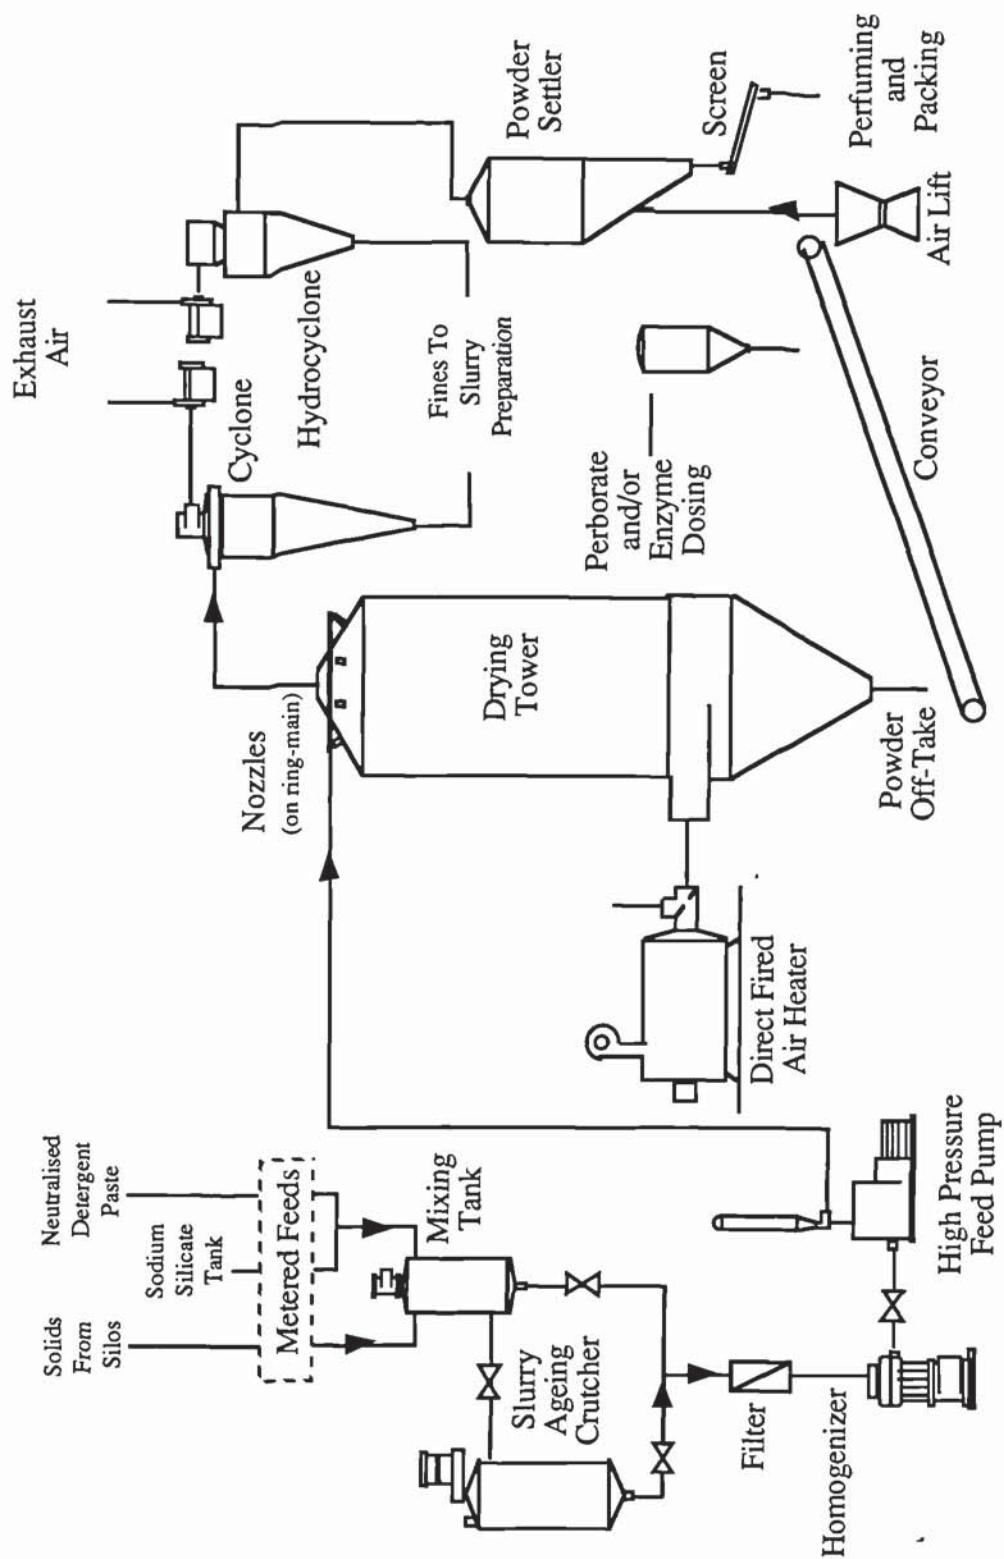 Solids
From
Silos
Sodium
Silicate
Tank
Neutralised
Detergent
Paste
Metered Feeds
Mixing
Tank
Slurry
Ageing
Crutcher
Filter
Homogenizer
High Pressure
Feed Pump
Direct Fired
Air Heater
Nozzles
(on ring-main)
Drying
Tower
Powder
Off-Take
Exhaust
Air
Cyclone
Hydrocyclone
Fines To
Slurry
Preparation
Perborate
and/or
Enzyme
Dosing
Conveyor
Powder
Settler
Screen
Air Lift
Perfuming
and
Packing